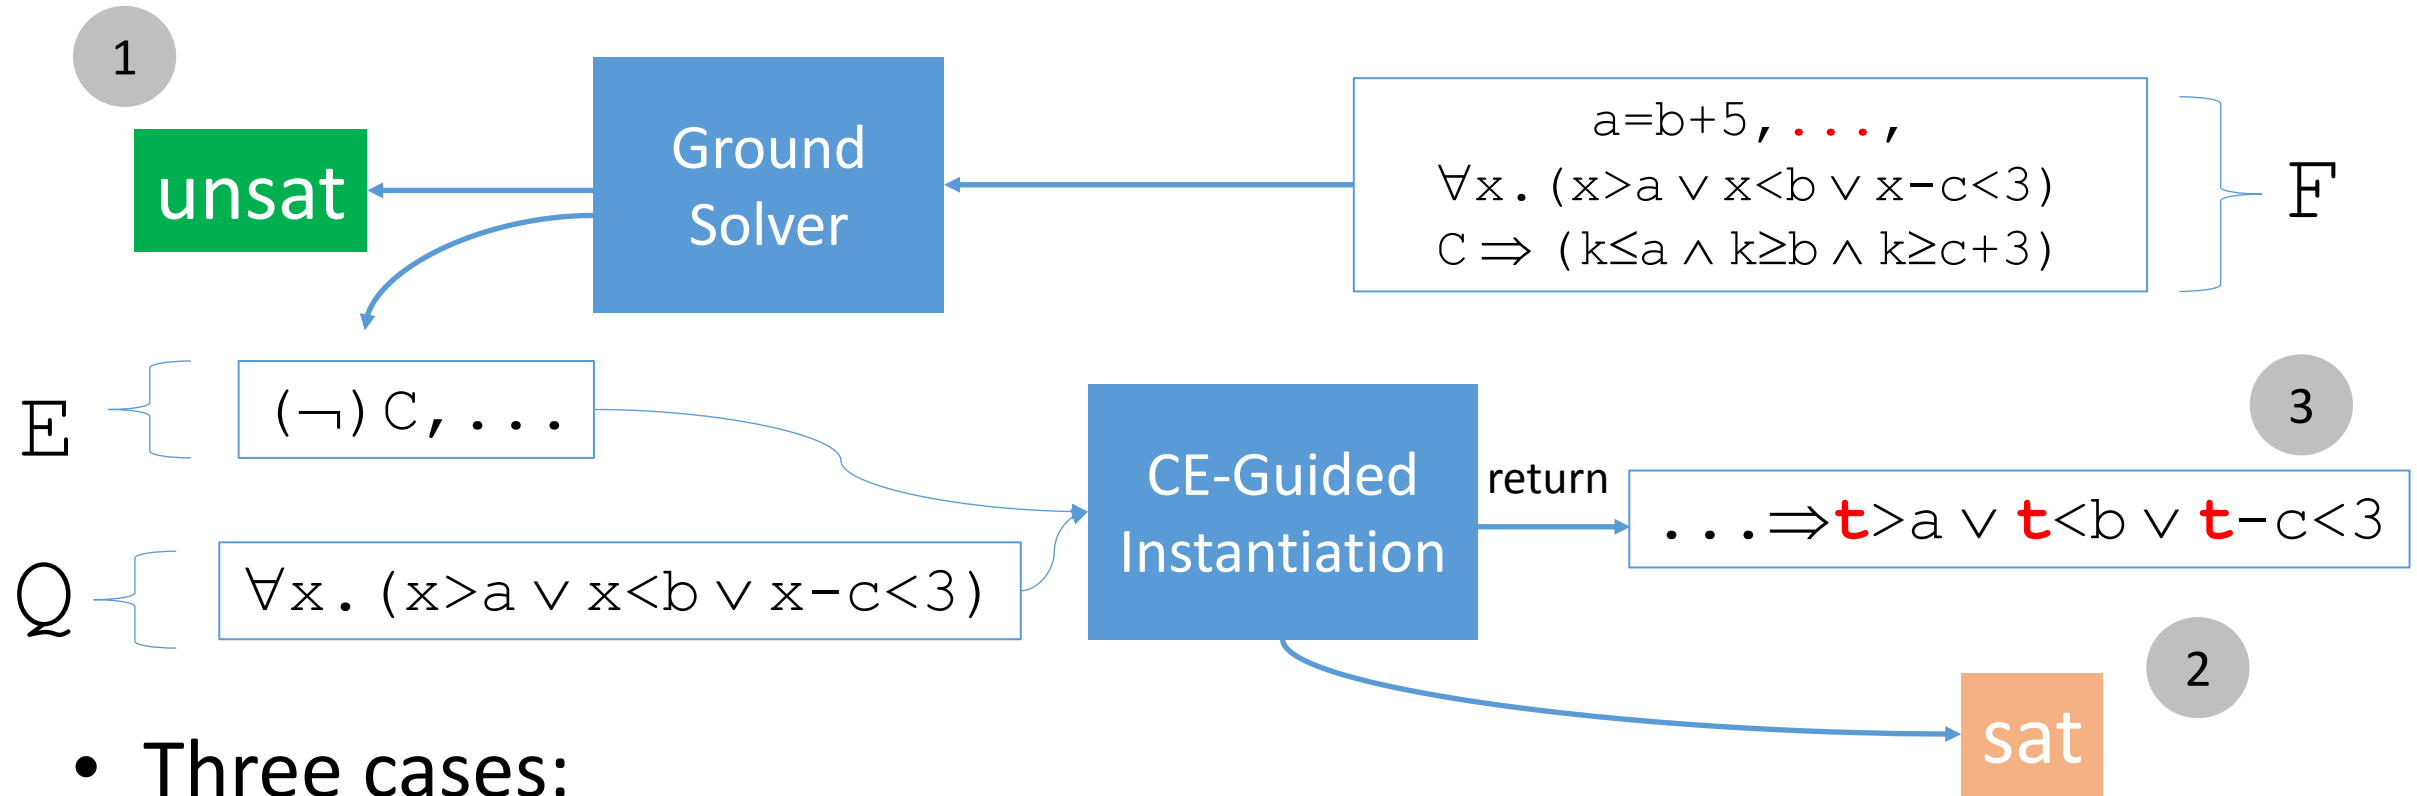 1
unsat
Ground
Solver
a=b+5,...,
∀x.(x>a ∨ x<b ∨ x-c<3)
C ⇒ (k≤a ∧ k≥b ∧ k≥c+3)
F
E
(¬)C,...
CE-Guided
Instantiation
return
3
...⇒t>a ∨ t<b ∨ t-c<3
Q
∀x.(x>a ∨ x<b ∨ x-c<3)
2
sat
• Three cases: